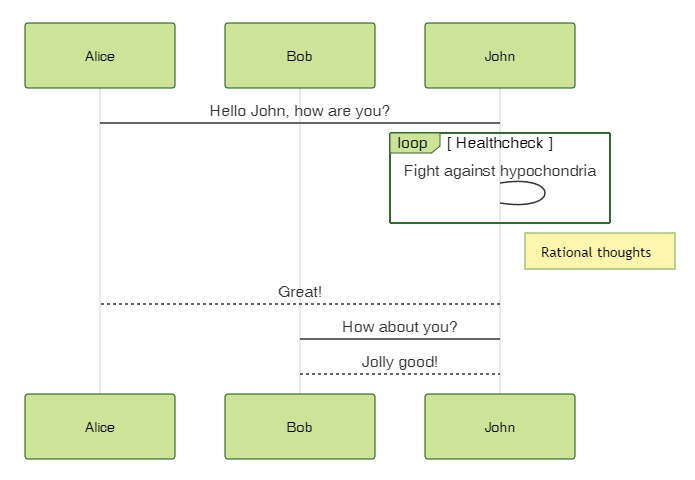 Alice
Bob
John
Hello John, how are you?
loop
[ Healthcheck ]
Fight against hypochondria
Rational thoughts
Great!
How about you?
Jolly good!
Alice
Bob
John